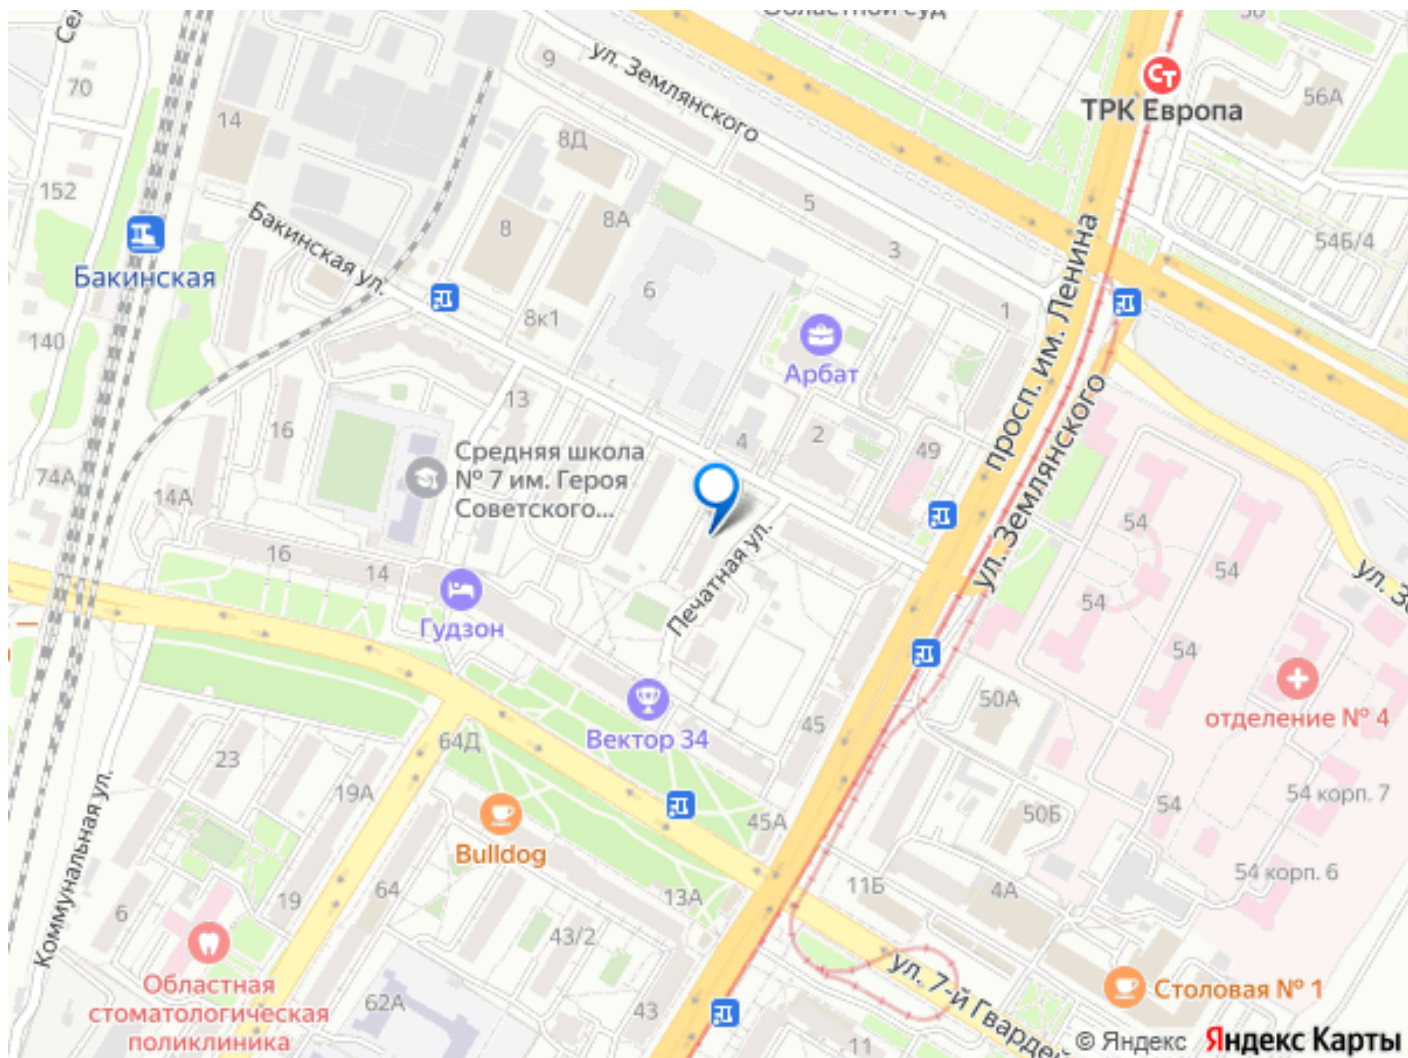 Областной суд
56А
ТРК Европа
70
9
ул. Землянского
14
8Д
152
5
8А
8
3
54Б/4
Бакинская ул.
Бакинская
6
8к1
1
просп. им. Ленина
140
Арбат
13
16
4
2
49
Средняя школа
№ 7 им. Героя
Советского...
74А
14А
ул. Землянского
54
16
14
Печатная ул.
54
54
Гудзон
54
50А
отделение № 4
64Д
Вектор 34
45
23
19А
54 корп. 7
54
50Б
45А
Bulldog
Коммунальная ул.
54 корп. 6
64
13А
11Б
4А
19
6
43/2
Областная
стоматологическая
поликлиника
62А
43
ул. 7-й Гвардей
Столовая № 1
11
© Яндекс Яндекс Карты